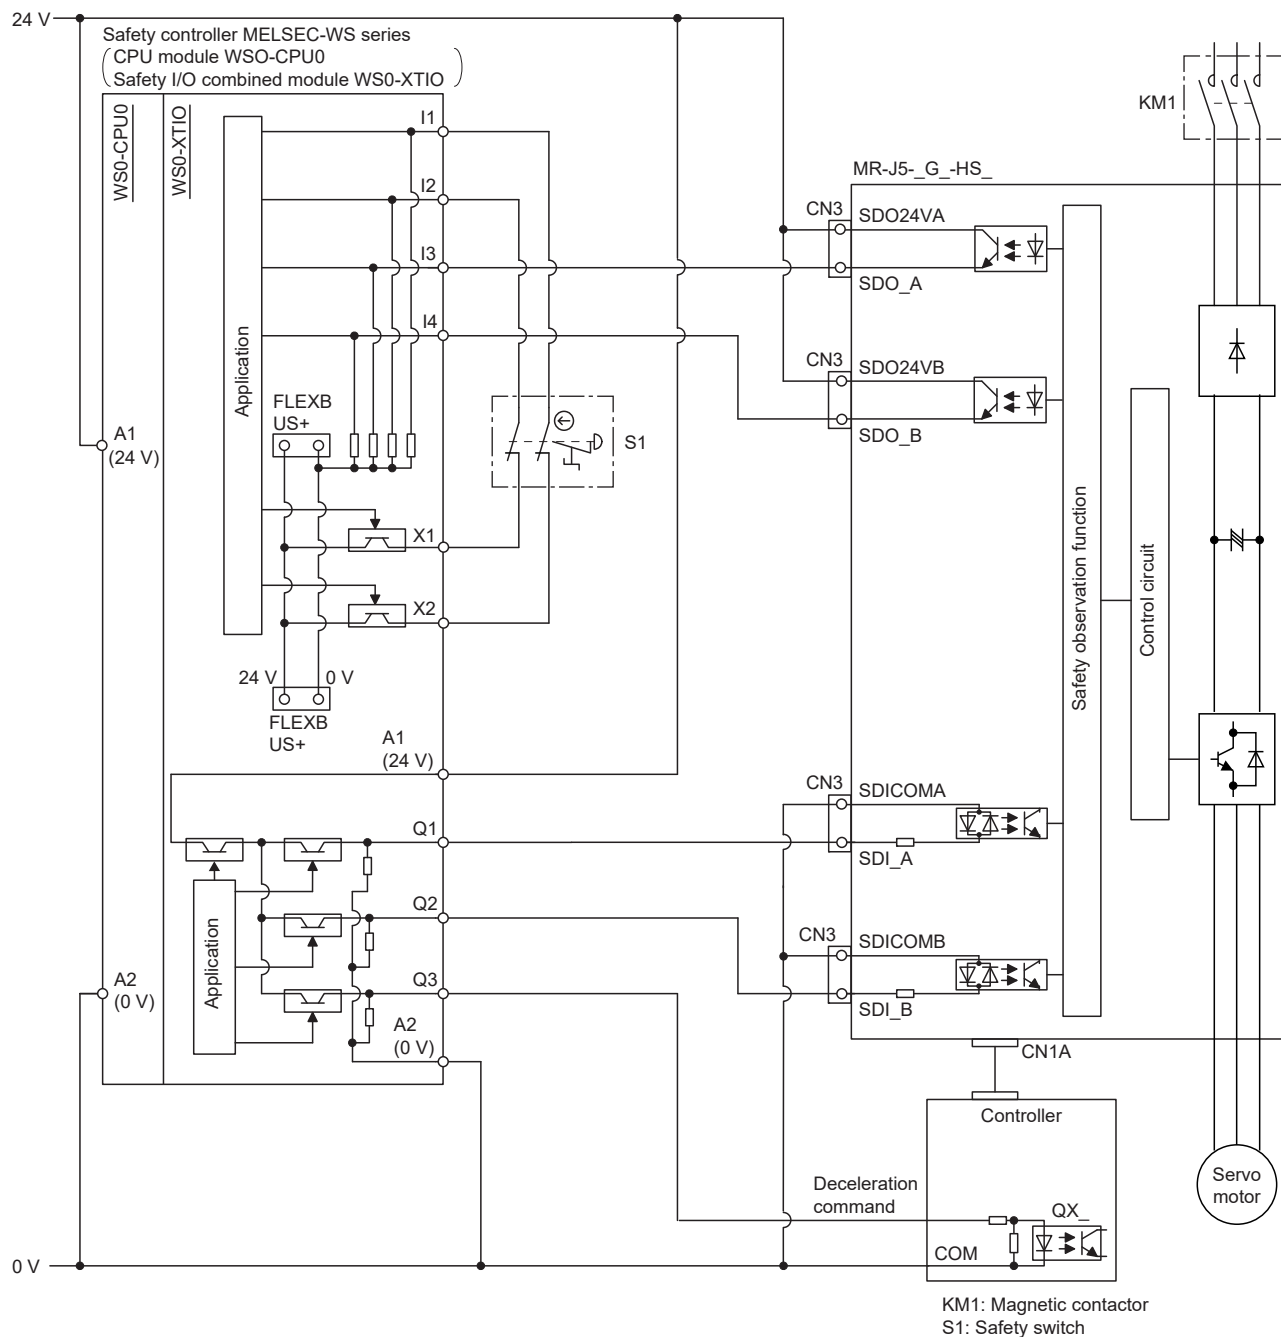 24 V
Safety controller MELSEC-WS series
CPU module WSO-CPU0
Safety I/O combined module WS0-XTIO
WS0-CPU0
WS0-XTIO
I1
I2
I3
I4
Application
FLEXB
US+
A1
(24 V)
X1
X2
24 V
0 V
FLEXB
US+
S1
KM1
MR-J5-_G_-HS_
CN3
SDO24VA
SDO_A
CN3
SDO24VB
SDO_B
Safety observation function
Control circuit
A1
(24 V)
Q1
Q2
Q3
Application
A2
(0 V)
A2
(0 V)
CN3
SDICOMA
SDI_A
CN3
SDICOMB
SDI_B
CN1A
Controller
Deceleration
command
QX_
COM
Servo
motor
0 V
KM1: Magnetic contactor
S1: Safety switch